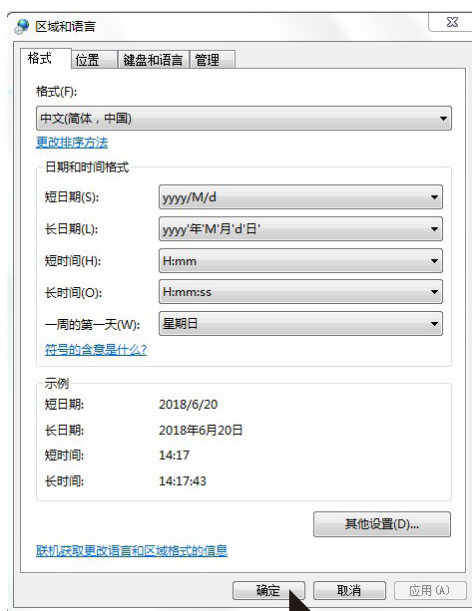 区域和语言
格式 位置 键盘和语言 管理
格式(F):
中文(简体，中国)
更改排序方法
日期和时间格式
短日期(S): yyyy/M/d
长日期(L): yyyy'年'M'月'd'日'
短时间(H): H:mm
长时间(O): H:mm:ss
一周的第一天(W): 星期日
符号的含意是什么?
示例
短日期: 2018/6/20
长日期: 2018年6月20日
短时间: 14:17
长时间: 14:17:43
其他设置(D)...
联机获取更改语言和区域格式的信息
确定 取消 应用(A)